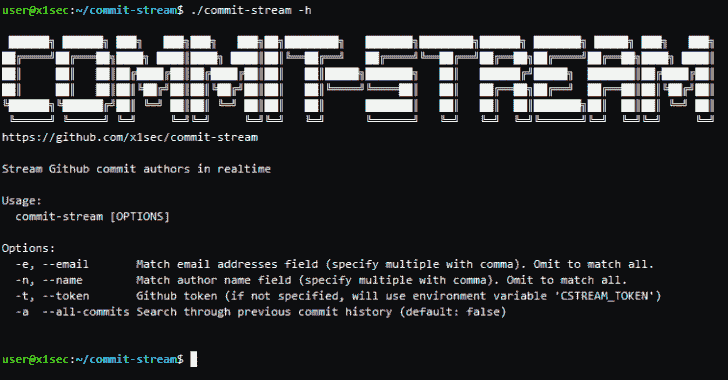 user@x1sec:~/commit-stream$ ./commit-stream -h
COMMIT-STREAM
https://github.com/x1sec/commit-stream
Stream Github commit authors in realtime
Usage:
commit-stream [OPTIONS]
Options:
-e, --email Match email addresses field (specify multiple with comma). Omit to match all.
-n, --name Match author name field (specify multiple with comma). Omit to match all.
-t, --token Github token (if not specified, will use environment variable 'CSTREAM_TOKEN')
-a --all-commits Search through previous commit history (default: false)
user@x1sec:~/commit-stream$